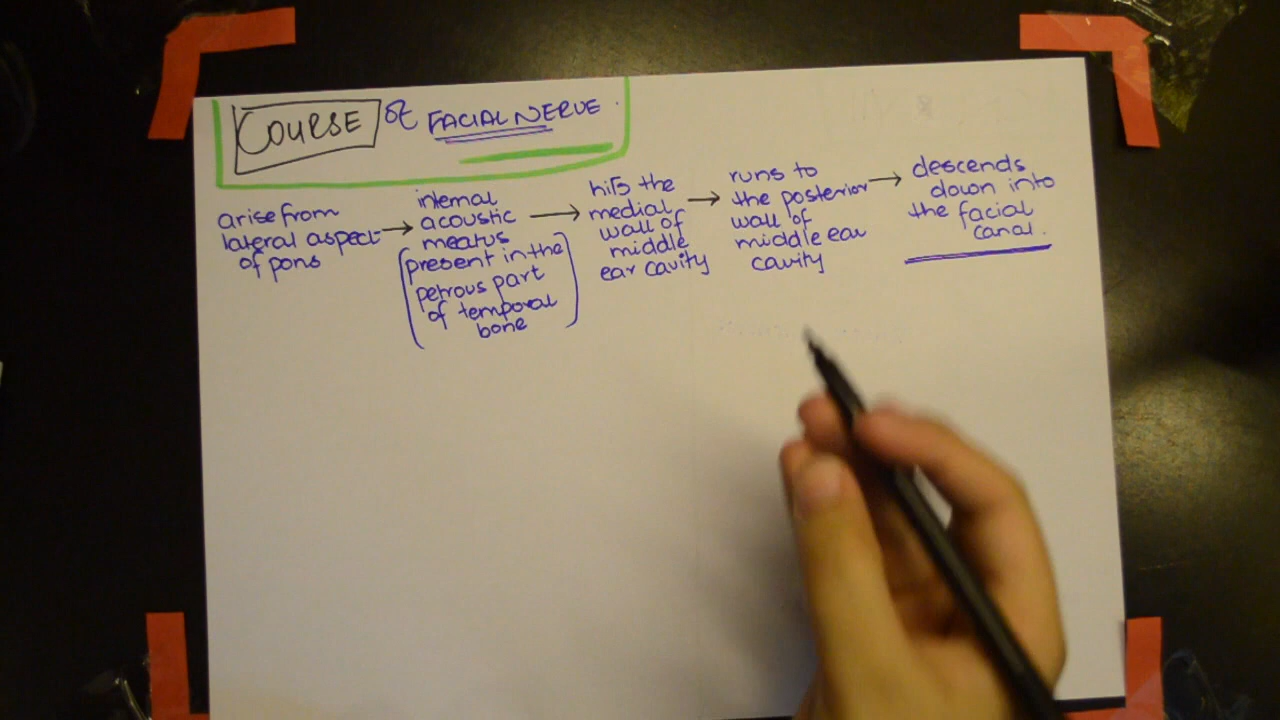 COURSE of FACIAL NERVE.
arise from
lateral aspect
of pons
internal
acoustic
meatus
(present in the
petrous part
of temporal
bone)
hits the
medial
wall of
middle
ear cavity
runs to
the posterior
wall of
middle ear
cavity
descends
down into
the facial
canal.